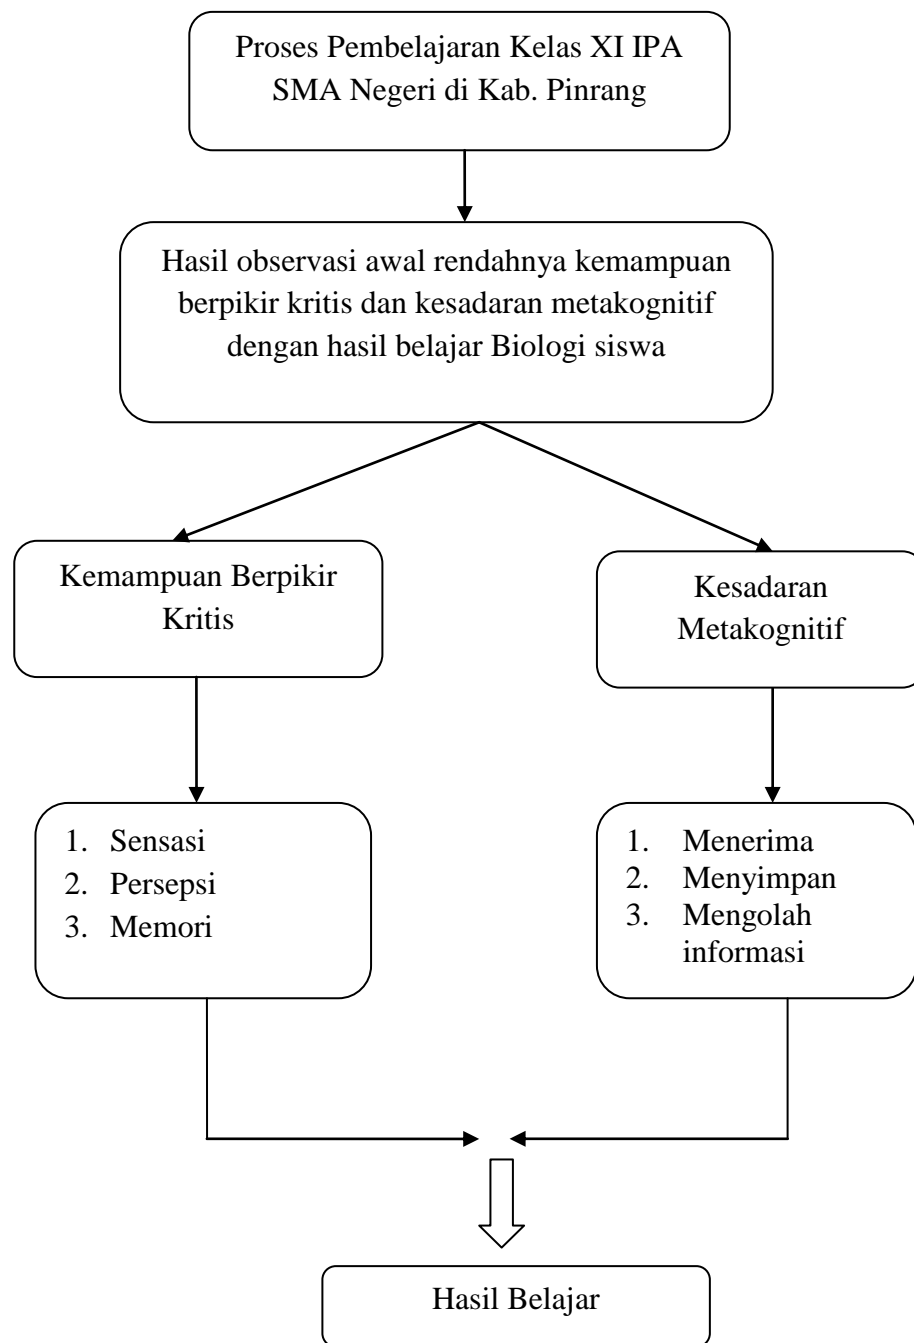 Proses Pembelajaran Kelas XI IPA
SMA Negeri di Kab. Pinrang
Hasil observasi awal rendahnya kemampuan
berpikir kritis dan kesadaran metakognitif
dengan hasil belajar Biologi siswa
Kemampuan Berpikir
Kritis
Kesadaran
Metakognitif
1. Sensasi
2. Persepsi
3. Memori
1. Menerima
2. Menyimpan
3. Mengolah
informasi
Hasil Belajar